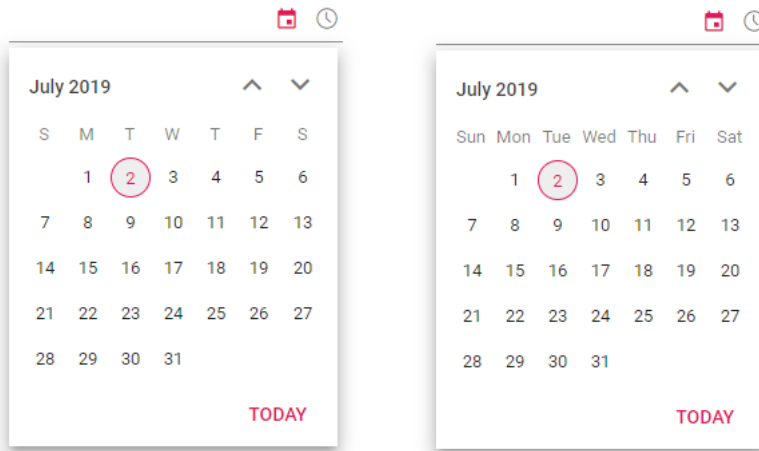 July 2019
S M T W T F S
1 2 3 4 5 6
7 8 9 10 11 12 13
14 15 16 17 18 19 20
21 22 23 24 25 26 27
28 29 30 31
TODAY
July 2019
Sun Mon Tue Wed Thu Fri Sat
1 2 3 4 5 6
7 8 9 10 11 12 13
14 15 16 17 18 19 20
21 22 23 24 25 26 27
28 29 30 31
TODAY